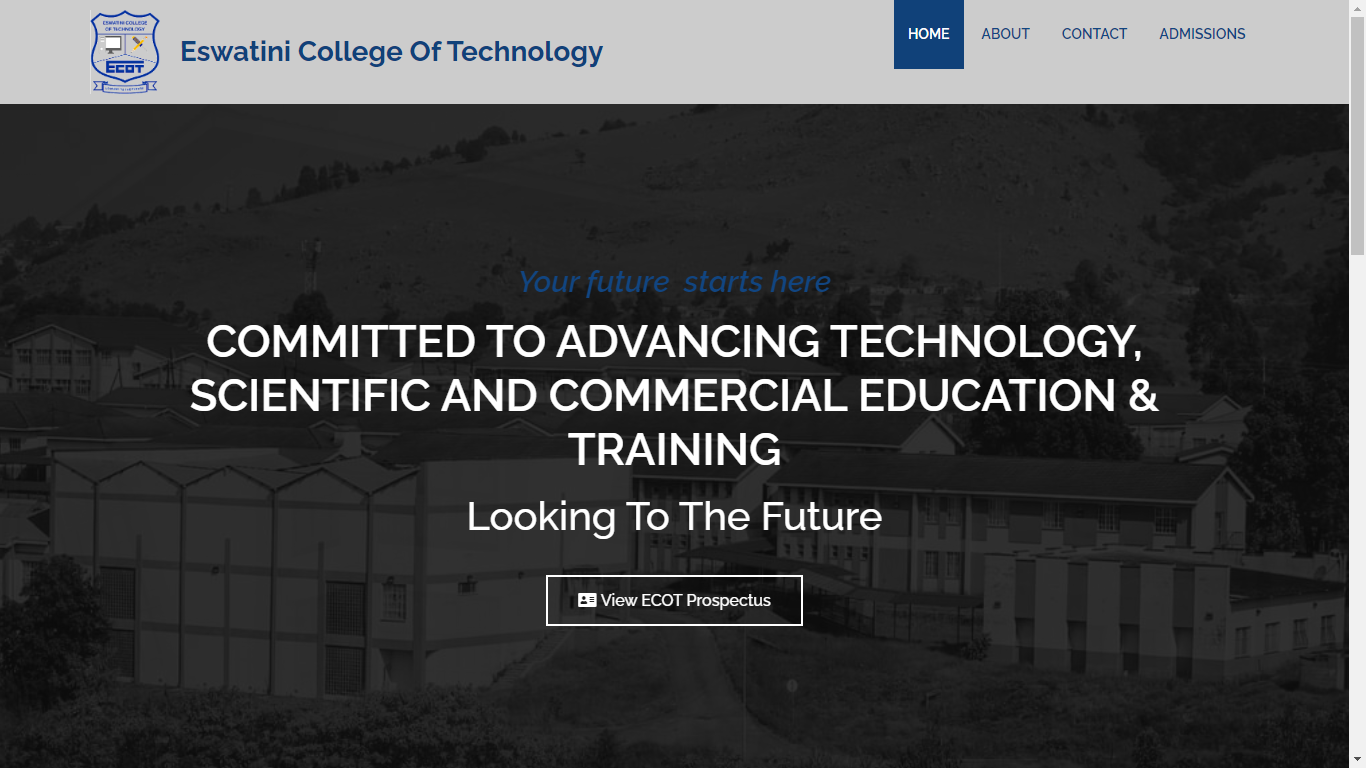 ESWATINI COLLEGE
OF TECHNOLOGY
ECOT
Eswatini College Of Technology
HOME
ABOUT
CONTACT
ADMISSIONS
Your future starts here
COMMITTED TO ADVANCING TECHNOLOGY,
SCIENTIFIC AND COMMERCIAL EDUCATION &
TRAINING
Looking To The Future
View ECOT Prospectus